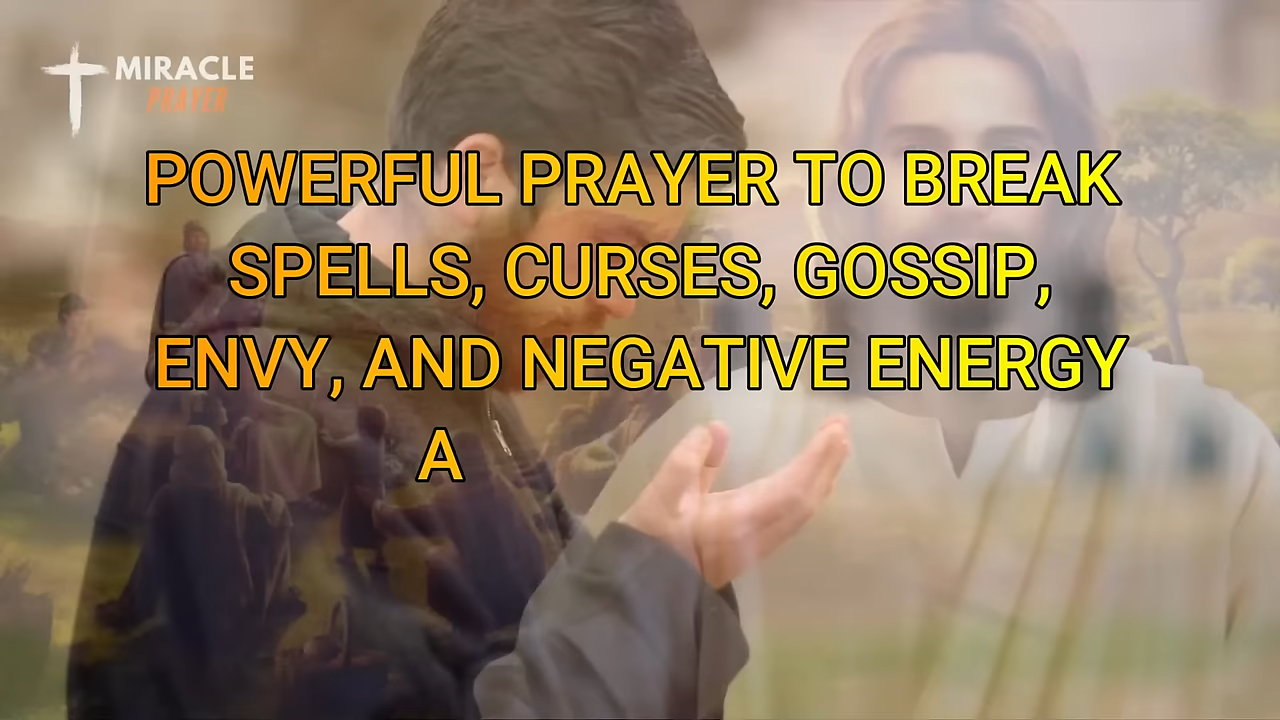 MIRACLE
PRAYER
POWERFUL PRAYER TO BREAK
SPELLS, CURSES, GOSSIP,
ENVY, AND NEGATIVE ENERGY
A